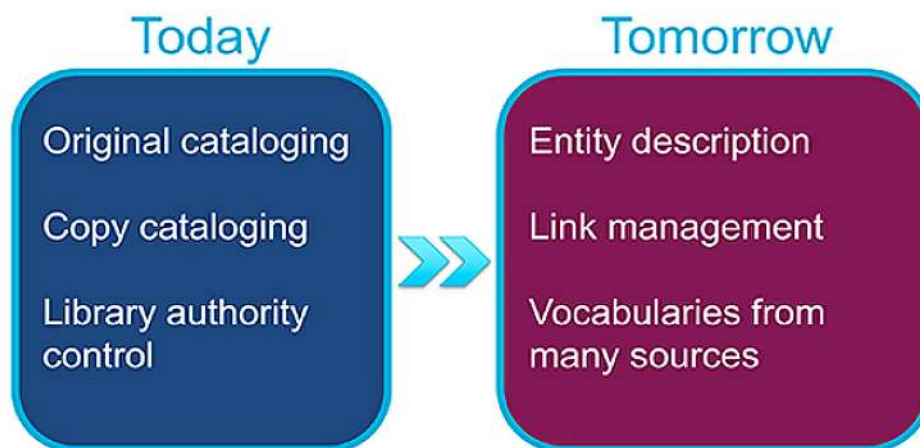 Today
Original cataloging
Copy cataloging
Library authority
control
Tomorrow
Entity description
Link management
Vocabularies from
many sources